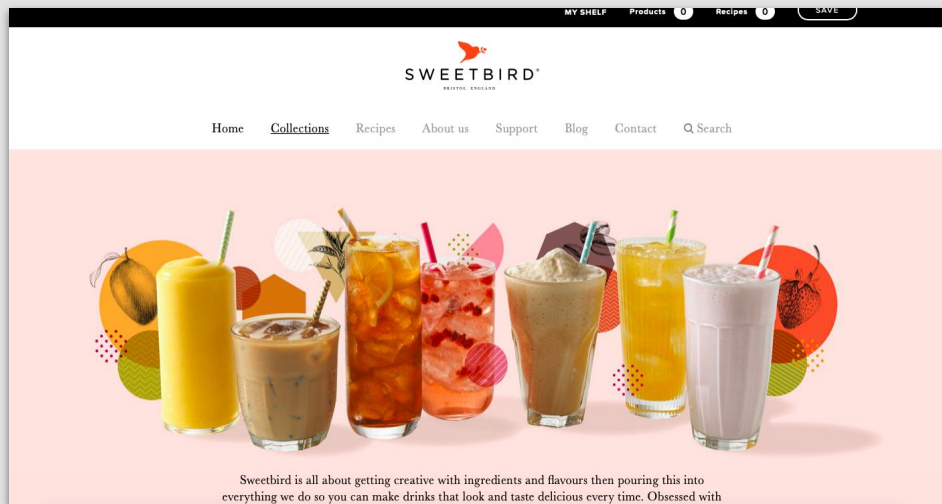 MY SHELF Products 0 Recipes 0 SAVE
SWEETBIRD®
BRISTOL ENGLAND
Home Collections Recipes About us Support Blog Contact Search
Sweetbird is all about getting creative with ingredients and flavours then pouring this into
everything we do so you can make drinks that look and taste delicious every time. Obsessed with